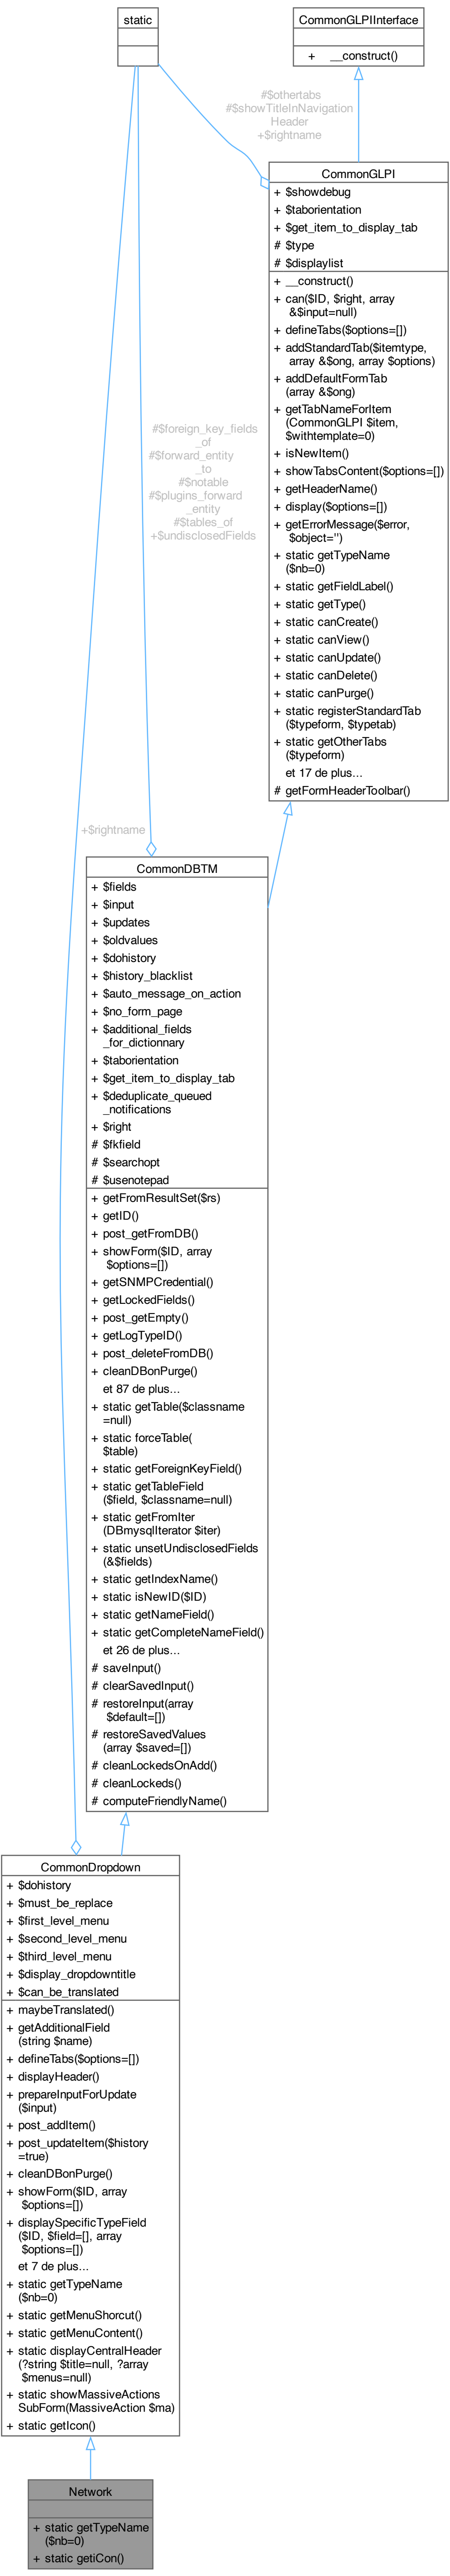 static
CommonGLPIInterface
+ __construct()
#$othertabs
#$showTitleInNavigation
Header
+$rightname
CommonGLPI
+ $showdebug
+ $taborientation
+ $get_item_to_display_tab
# $type
# $displaylist
+ __construct()
+ can($ID, $right, array
&$input=null)
+ defineTabs($options=[])
+ addStandardTab($itemtype,
array &$ong, array $options)
+ addDefaultFormTab
(array &$ong)
+ getTabNameForItem
(CommonGLPI $item,
$withtemplate=0)
+ isNewItem()
+ showTabsContent($options=[])
+ getHeaderName()
+ display($options=[])
+ getErrorMessage($error,
$object='')
+ static getTypeName
($nb=0)
+ static getFieldLabel()
+ static getType()
+ static canCreate()
+ static canView()
+ static canUpdate()
+ static canDelete()
+ static canPurge()
+ static registerStandardTab
($typeform, $typetab)
+ static getOtherTabs
($typeform)
et 17 de plus...
# getFormHeaderToolbar()
#$foreign_key_fields
_of
#$forward_entity
_to
#$notable
#$plugins_forward
_entity
#$tables_of
+$undisclosedFields
+$rightname
CommonDBTM
+ $fields
+ $input
+ $updates
+ $oldvalues
+ $dohistory
+ $history_blacklist
+ $auto_message_on_action
+ $no_form_page
+ $additional_fields
_for_dictionnary
+ $taborientation
+ $get_item_to_display_tab
+ $deduplicate_queued
_notifications
+ $right
# $fkfield
# $searchopt
# $usenotepad
+ getFromResultSet($rs)
+ getID()
+ post_getFromDB()
+ showForm($ID, array
$options=[])
+ getSNMPCredential()
+ getLockedFields()
+ post_getEmpty()
+ getLogTypeID()
+ post_deleteFromDB()
+ cleanDBonPurge()
et 87 de plus...
+ static getTable($classname
=null)
+ static forceTable(
$table)
+ static getForeignKeyField()
+ static getTableField
($field, $classname=null)
+ static getFromIter
(DBmysqlIterator $iter)
+ static unsetUndisclosedFields
(&$fields)
+ static getIndexName()
+ static isNewID($ID)
+ static getNameField()
+ static getCompleteNameField()
et 26 de plus...
# saveInput()
# clearSavedInput()
# restoreInput(array
$default=[])
# restoreSavedValues
(array $saved=[])
# cleanLockedsOnAdd()
# cleanLockeds()
# computeFriendlyName()
CommonDropdown
+ $dohistory
+ $must_be_replace
+ $first_level_menu
+ $second_level_menu
+ $third_level_menu
+ $display_dropdowntitle
+ $can_be_translated
+ maybeTranslated()
+ getAdditionalField
(string $name)
+ defineTabs($options=[])
+ displayHeader()
+ prepareInputForUpdate
($input)
+ post_addItem()
+ post_updateItem($history
=true)
+ cleanDBonPurge()
+ showForm($ID, array
$options=[])
+ displaySpecificTypeField
($ID, $field=[], array
$options=[])
et 7 de plus...
+ static getTypeName
($nb=0)
+ static getMenuShorcut()
+ static getMenuContent()
+ static displayCentralHeader
(?string $title=null, ?array
$menus=null)
+ static showMassiveActions
SubForm(MassiveAction $ma)
+ static getIcon()
Network
+ static getTypeName
($nb=0)
+ static getiCon()